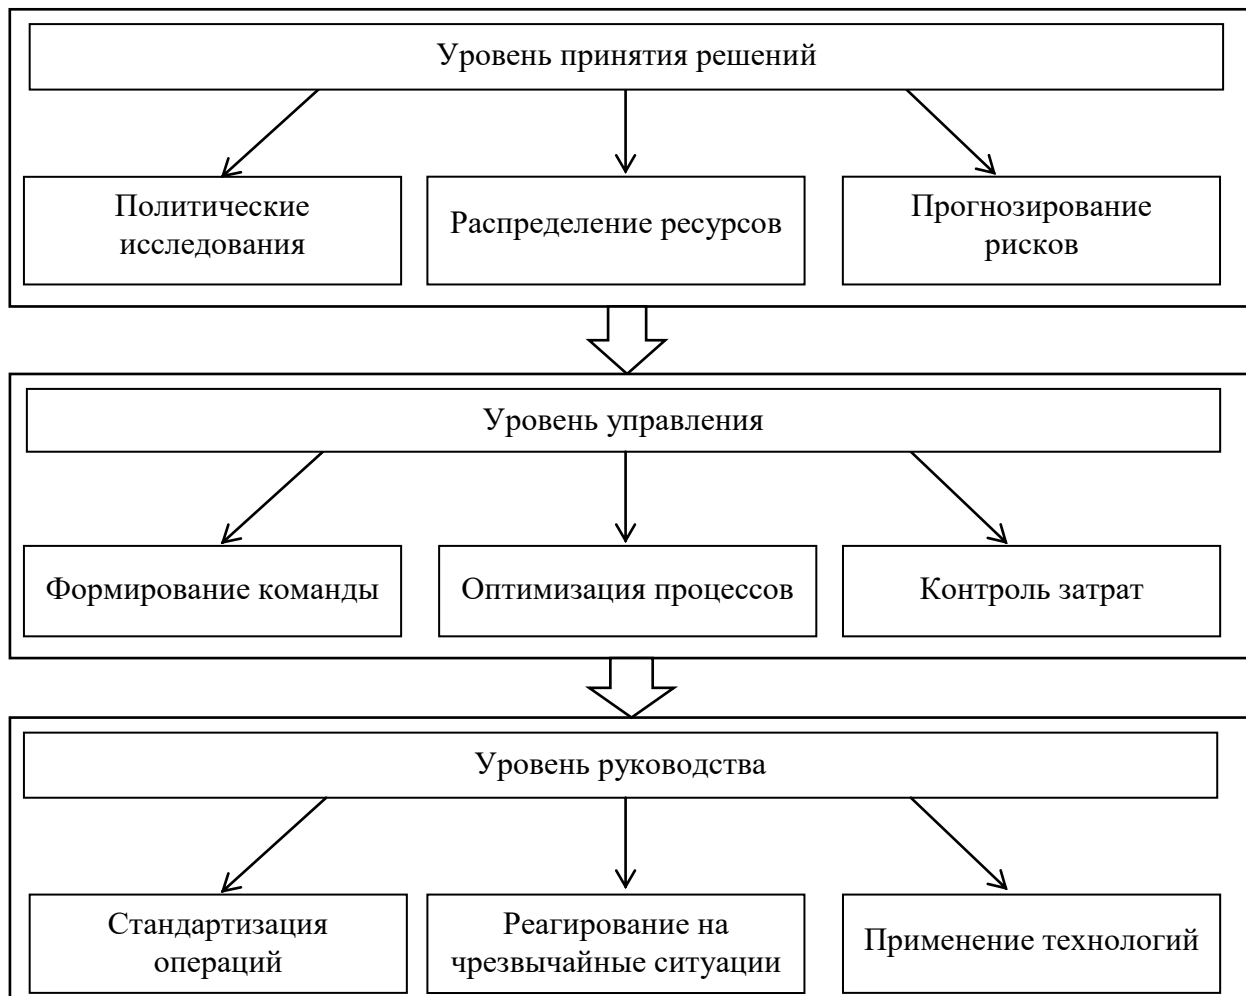 Уровень принятия решений
Политические
исследования
Распределение ресурсов
Прогнозирование
рисков
Уровень управления
Формирование команды
Оптимизация процессов
Контроль затрат
Уровень руководства
Стандартизация
операций
Реагирование на
чрезвычайные ситуации
Применение технологий